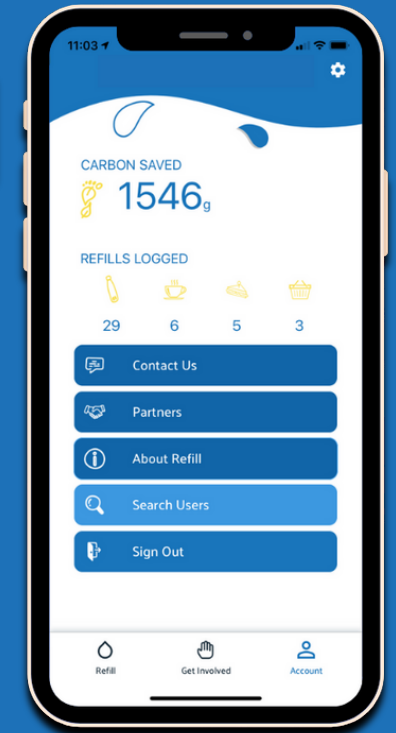 11:03
CARBON SAVED
1546g
REFILLS LOGGED
29 6 5 3
Contact Us
Partners
About Refill
Search Users
Sign Out
Refill Get Involved Account